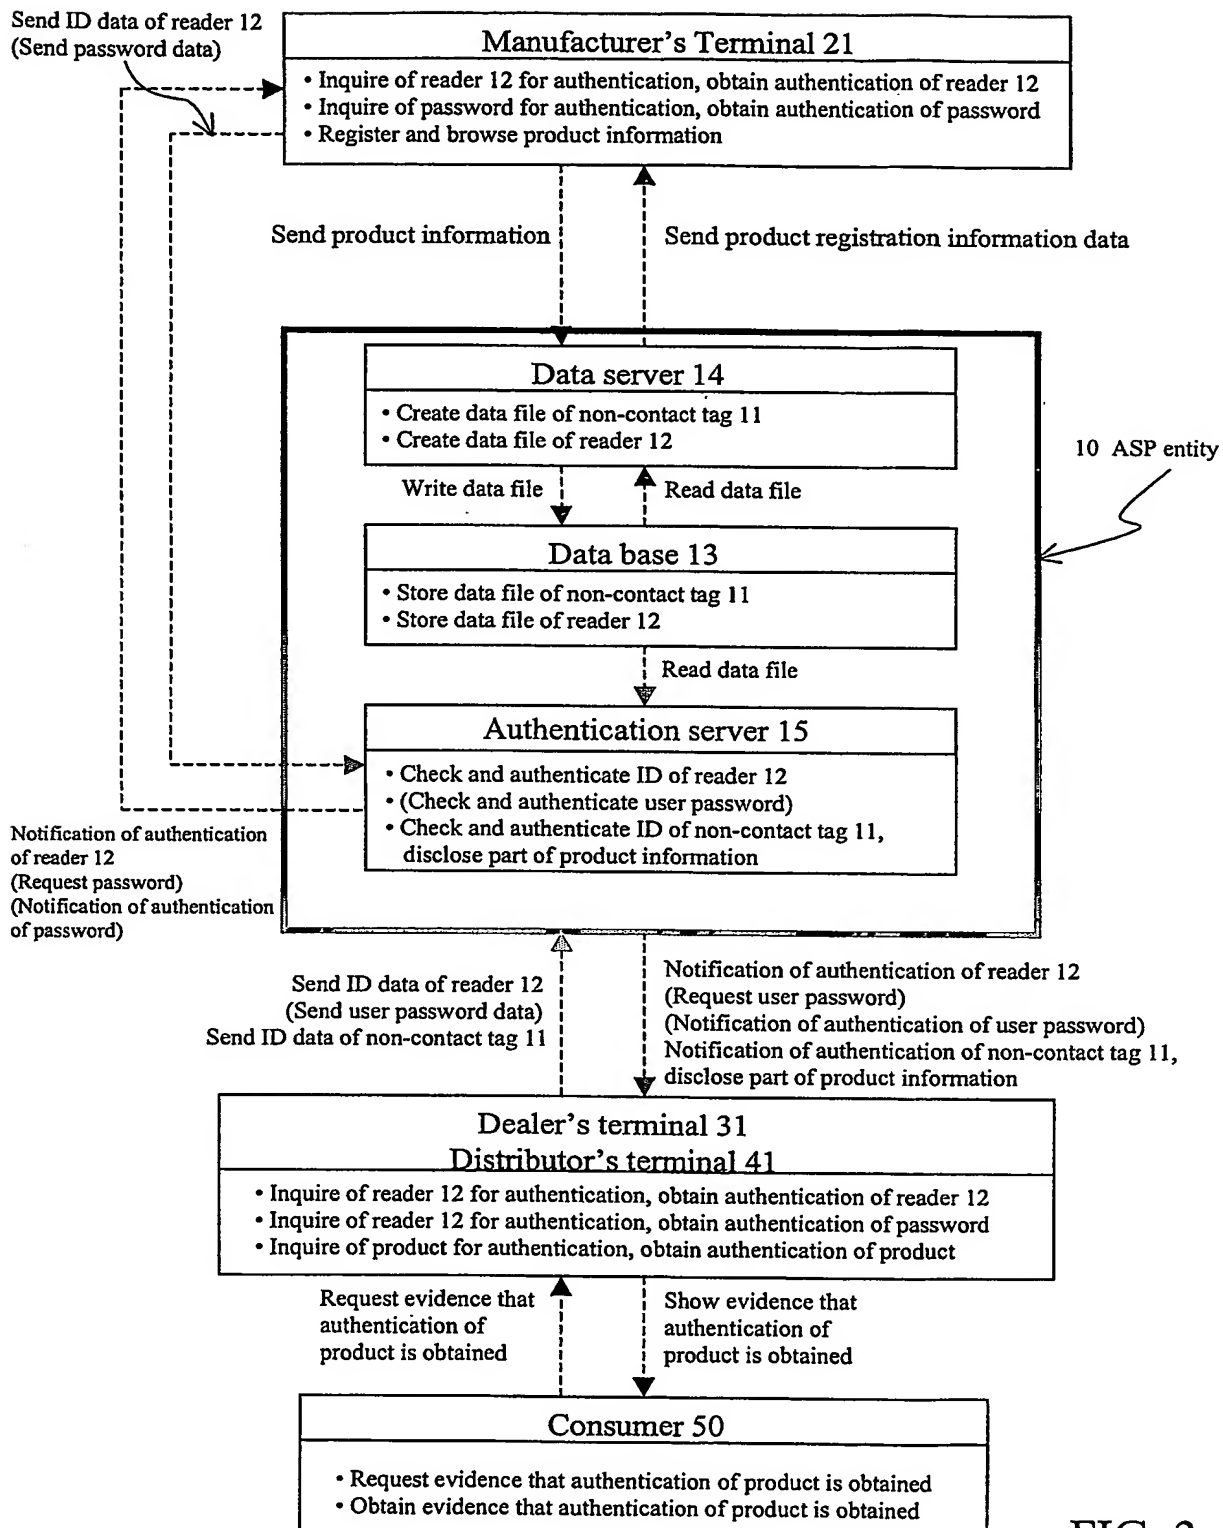 Send ID data of reader 12
(Send password data)
Manufacturer's Terminal 21
• Inquire of reader 12 for authentication, obtain authentication of reader 12
• Inquire of password for authentication, obtain authentication of password
• Register and browse product information
Send product information
Send product registration information data
Data server 14
• Create data file of non-contact tag 11
• Create data file of reader 12
10 ASP entity
Write data file
Read data file
Data base 13
• Store data file of non-contact tag 11
• Store data file of reader 12
Read data file
Authentication server 15
• Check and authenticate ID of reader 12
• (Check and authenticate user password)
• Check and authenticate ID of non-contact tag 11,
disclose part of product information
Notification of authentication
of reader 12
(Request password)
(Notification of authentication
of password)
Send ID data of reader 12
(Send user password data)
Send ID data of non-contact tag 11
Notification of authentication of reader 12
(Request user password)
(Notification of authentication of user password)
Notification of authentication of non-contact tag 11,
disclose part of product information
Dealer's terminal 31
Distributor's terminal 41
• Inquire of reader 12 for authentication, obtain authentication of reader 12
• Inquire of reader 12 for authentication, obtain authentication of password
• Inquire of product for authentication, obtain authentication of product
Request evidence that
authentication of
product is obtained
Show evidence that
authentication of
product is obtained
Consumer 50
• Request evidence that authentication of product is obtained
• Obtain evidence that authentication of product is obtained